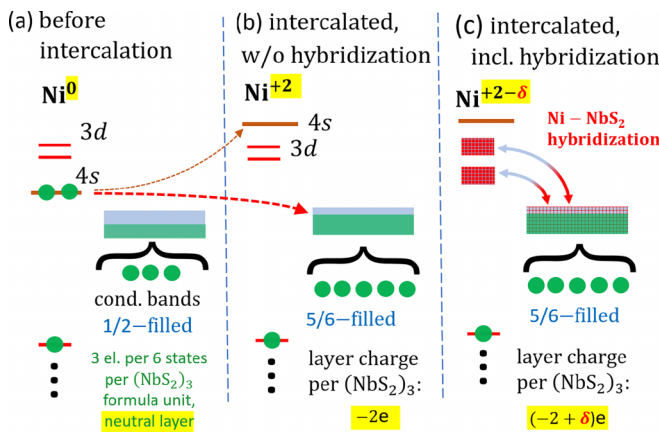 (a) before
intercalation
Ni⁰
3d
4s
cond. bands
1/2−filled
3 el. per 6 states
per (NbS₂)₃
formula unit,
neutral layer
(b) intercalated,
w/o hybridization
Ni⁺²
4s
3d
5/6−filled
layer charge
per (NbS₂)₃:
−2e
(c) intercalated,
incl. hybridization
Ni⁺²⁻ᵟ
Ni − NbS₂
hybridization
5/6−filled
layer charge
per (NbS₂)₃:
(−2 + δ)e